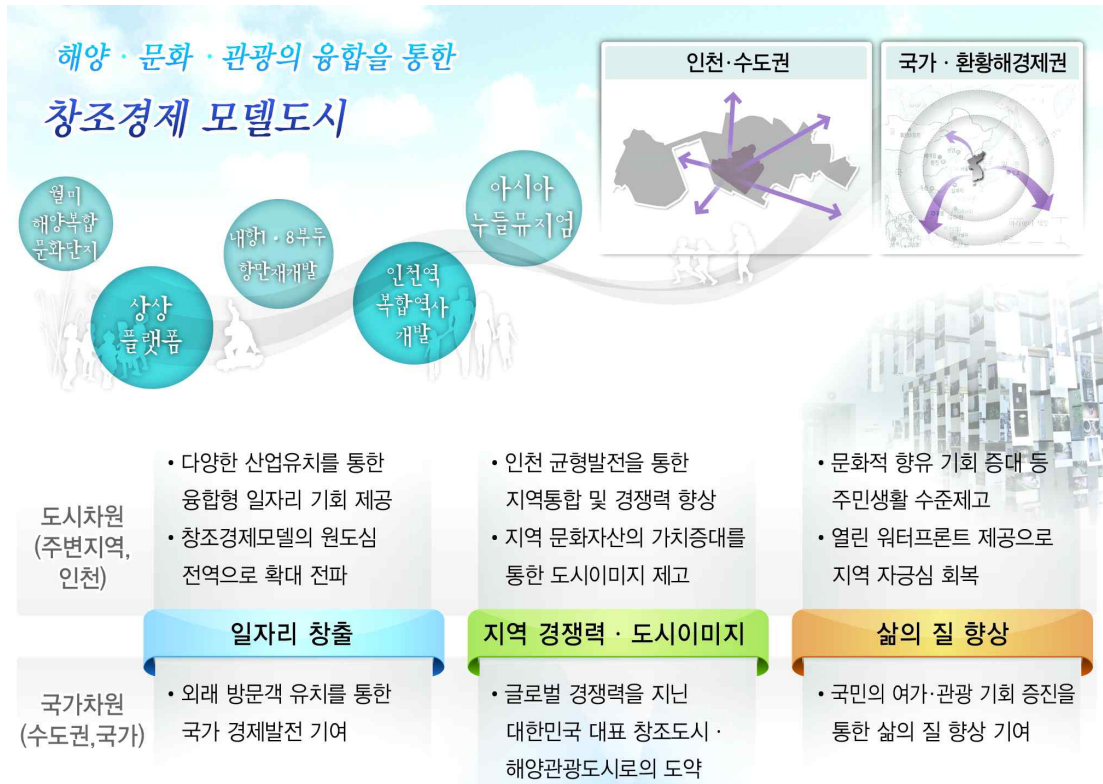 해양 · 문화 · 관광의 융합을 통한
창조경제 모델도시
인천·수도권
국가 · 환황해경제권
월미
해양복합
문화단지
상상
플랫폼
내항1 · 8부두
항만재개발
인천역
복합역사
개발
아시아
누들뮤지엄
도시차원
(주변지역,
인천)
• 다양한 산업유치를 통한
융합형 일자리 기회 제공
• 창조경제모델의 원도심
전역으로 확대 전파
• 인천 균형발전을 통한
지역통합 및 경쟁력 향상
• 지역 문화자산의 가치증대를
통한 도시이미지 제고
• 문화적 향유 기회 증대 등
주민생활 수준제고
• 열린 워터프론트 제공으로
지역 자긍심 회복
일자리 창출
지역 경쟁력 · 도시이미지
삶의 질 향상
국가차원
(수도권,국가)
• 외래 방문객 유치를 통한
국가 경제발전 기여
• 글로벌 경쟁력을 지닌
대한민국 대표 창조도시 ·
해양관광도시로의 도약
• 국민의 여가·관광 기회 증진을
통한 삶의 질 향상 기여